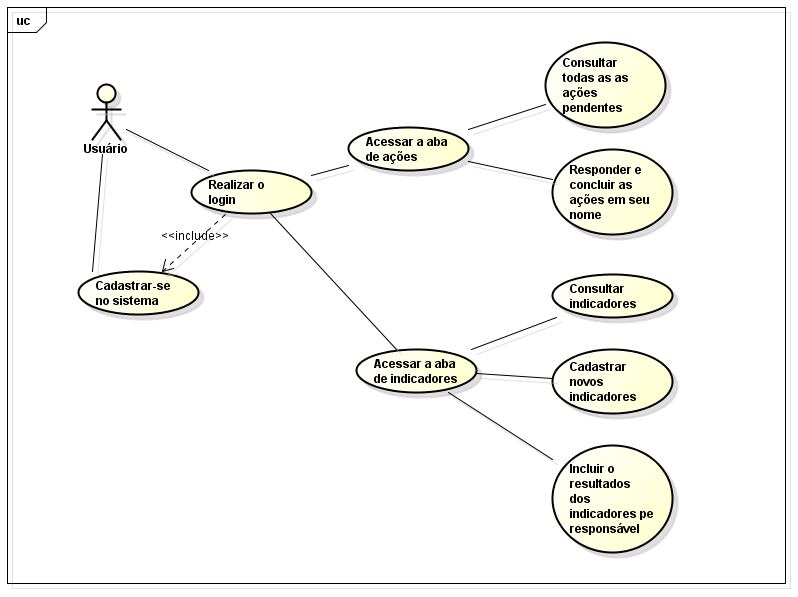 uc
Usuário
Realizar o
login
<<include>>
Cadastrar-se
no sistema
Acessar a aba
de ações
Consultar
todas as as
ações
pendentes
Responder e
concluir as
ações em seu
nome
Acessar a aba
de indicadores
Consultar
indicadores
Cadastrar
novos
indicadores
Incluir o
resultados
dos
indicadores pe
responsável